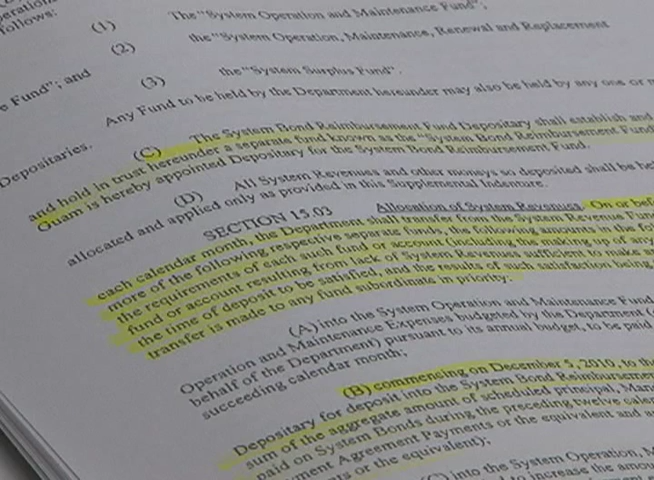 follows:
(1) The "System Operation and Maintenance Fund";
(2) the "System Operation, Maintenance, Renewal and Replacement
e Fund"; and
(3) the "System Surplus Fund".
Any Fund to be held by the Department hereunder may also be held by any one or
Depositaries.
(C) The System Bond Reimbursement Fund Depositary shall establish and
and hold in trust hereunder a separate fund known as the "System Bond Reimbursement Fund
Guam is hereby appointed Depositary for the System Bond Reimbursement Fund.
(D) All System Revenues and other moneys so deposited shall be
allocated and applied only as provided in this Supplemental Indenture.
SECTION 15.03 Allocation of System Revenues. On or bef
each calendar month, the Department shall transfer from the System Revenue
more of the following respective separate funds, the following amounts in the
the requirements of each such fund or account (including the making up of any
fund or account resulting from lack of System Revenues sufficient to make
the time of deposit to be satisfied, and the results of such satisfaction being
transfer is made to any fund subordinate in priority:
(A) into the System Operation and Maintenance Fund
Operation and Maintenance Expenses budgeted by the Department
behalf of the Department) pursuant to its annual budget, to be paid
succeeding calendar month;
(B) commencing on December 5, 2010, to the
Depositary for deposit into the System Bond Reimbursement
sum of the aggregate amount of scheduled principal,
paid on System Bonds during the preceding twelve
ment Agreement Payments or the equivalent and
ts or the equivalent);
(C) into the System Operation,
to increase the